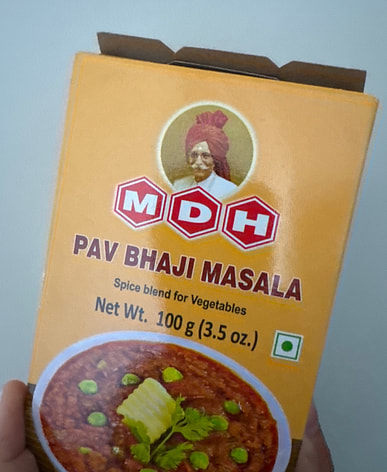 MDH
PAV BHAJI MASALA
Spice blend for Vegetables
Net Wt. 100 g (3.5 oz.)